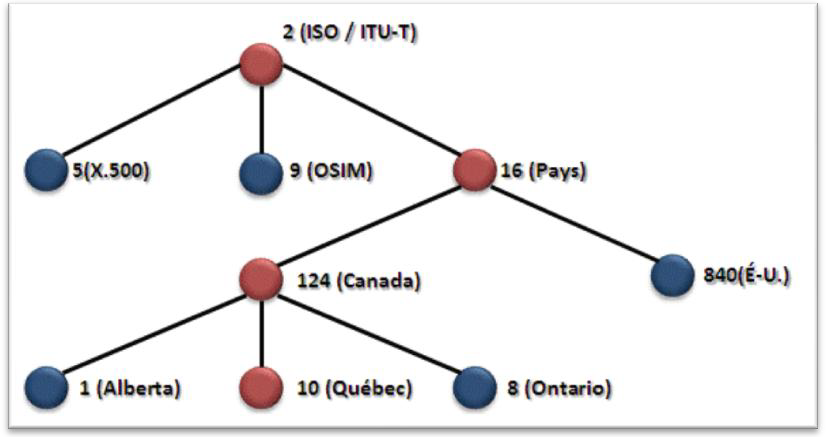 2 (ISO / ITU-T)
5(X.500)
9 (OSIM)
16 (Pays)
124 (Canada)
840(É-U.)
1 (Alberta)
10 (Québec)
8 (Ontario)